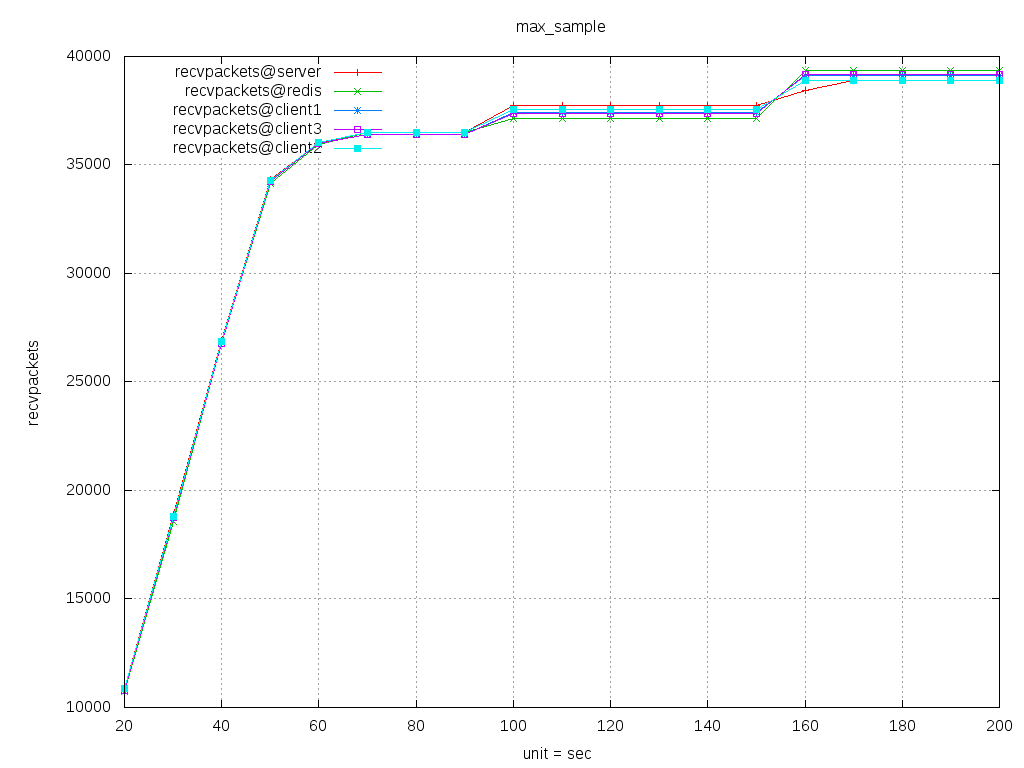 max_sample
40000
35000
30000
25000
20000
15000
10000
recvpackets
recvpackets@server
recvpackets@redis
recvpackets@client1
recvpackets@client3
recvpackets@client2
20 40 60 80 100 120 140 160 180 200
unit = sec